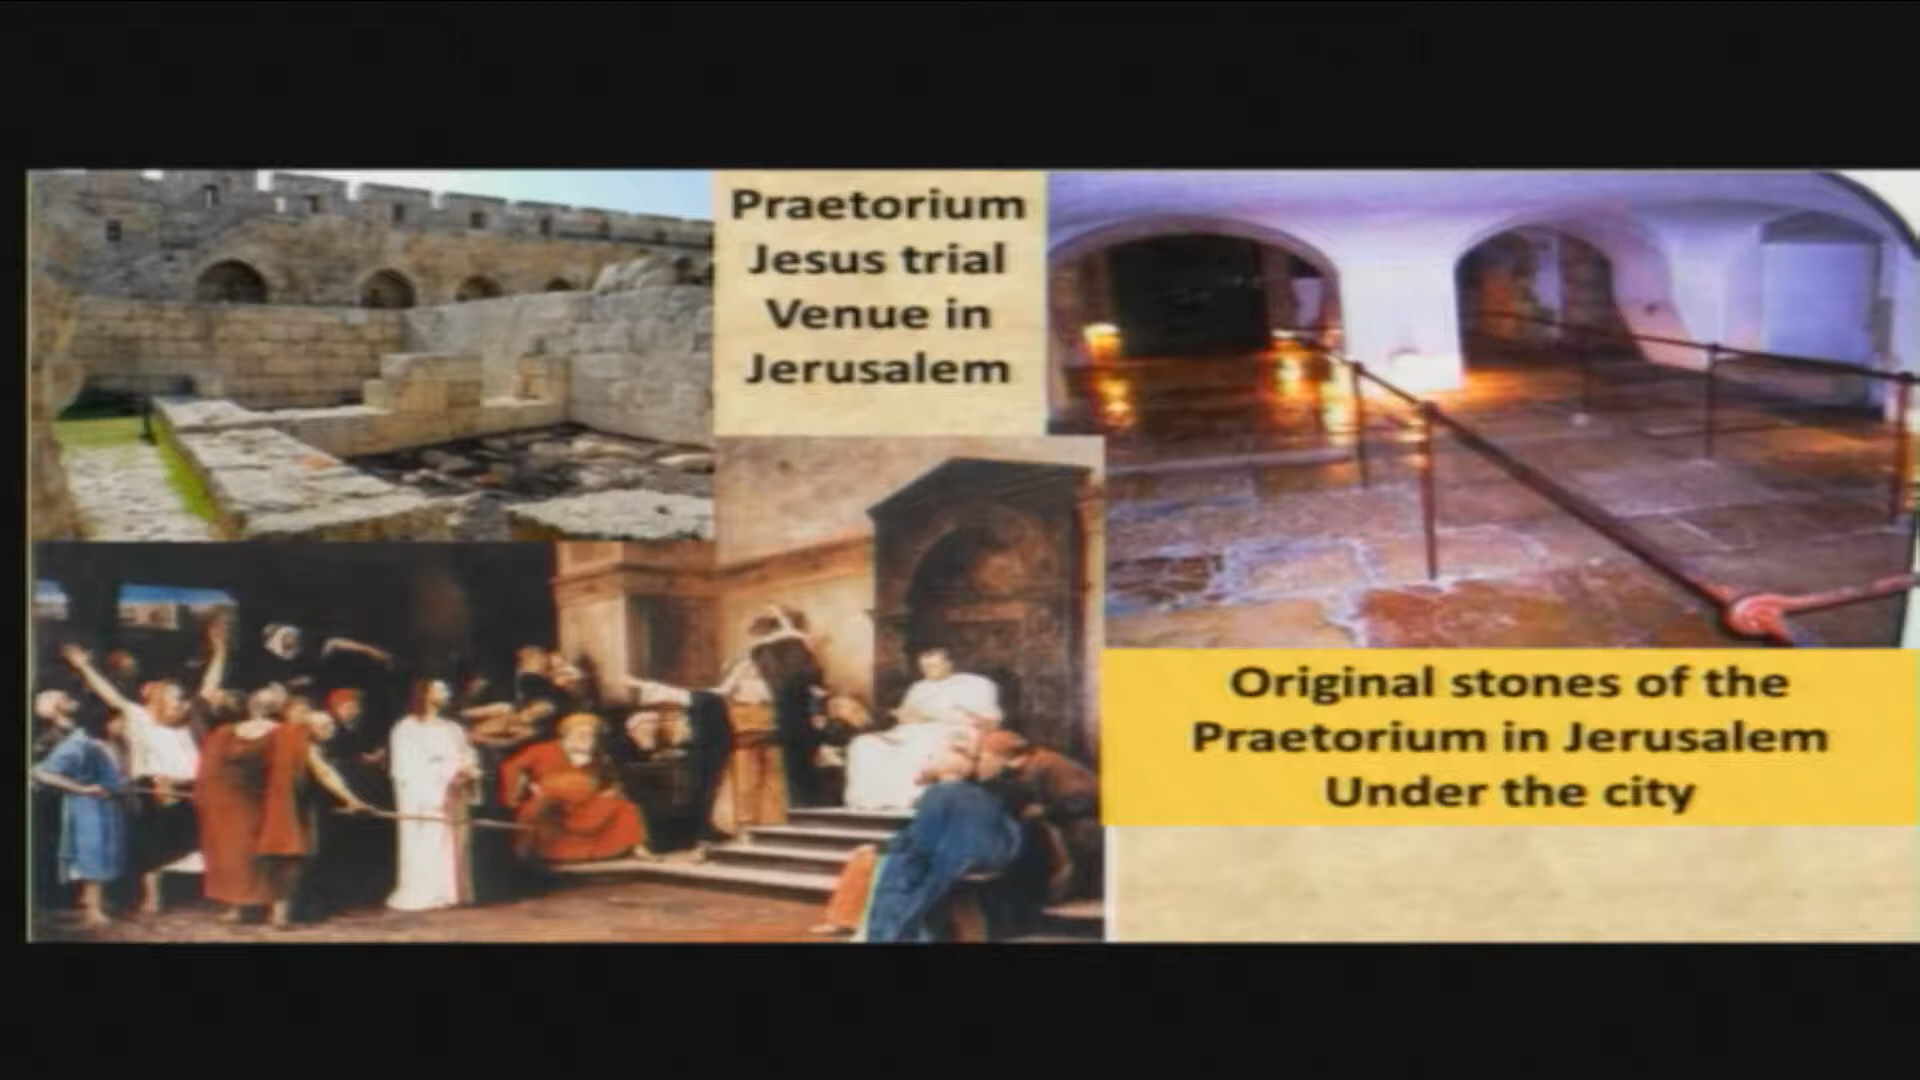 Praetorium
Jesus trial
Venue in
Jerusalem
Original stones of the
Praetorium in Jerusalem
Under the city